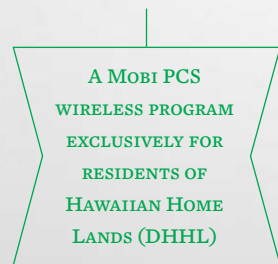 A Mobi PCS
wireless program
exclusively for
residents of
Hawaiian Home
Lands (DHHL)